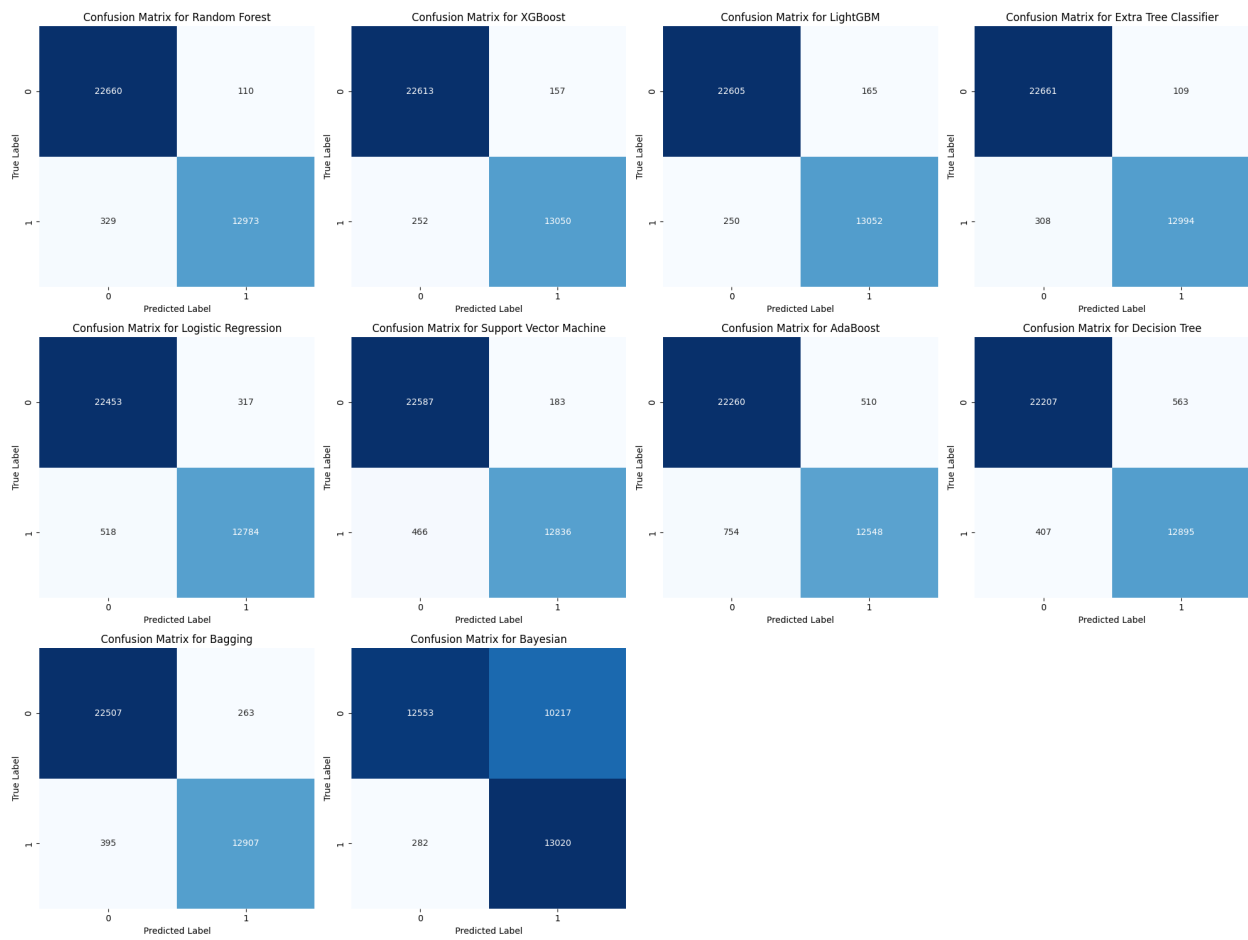 Confusion Matrix for Random Forest
0
22660
110
True Label
1
329
12973
0
1
Predicted Label
Confusion Matrix for XGBoost
0
22613
157
True Label
1
252
13050
0
1
Predicted Label
Confusion Matrix for LightGBM
0
22605
165
True Label
1
250
13052
0
1
Predicted Label
Confusion Matrix for Extra Tree Classifier
0
22661
109
True Label
1
308
12994
0
1
Predicted Label
Confusion Matrix for Logistic Regression
0
22453
317
True Label
1
518
12784
0
1
Predicted Label
Confusion Matrix for Support Vector Machine
0
22587
183
True Label
1
466
12836
0
1
Predicted Label
Confusion Matrix for AdaBoost
0
22260
510
True Label
1
754
12548
0
1
Predicted Label
Confusion Matrix for Decision Tree
0
22207
563
True Label
1
407
12895
0
1
Predicted Label
Confusion Matrix for Bagging
0
22507
263
True Label
1
395
12907
0
1
Predicted Label
Confusion Matrix for Bayesian
0
12553
10217
True Label
1
282
13020
0
1
Predicted Label